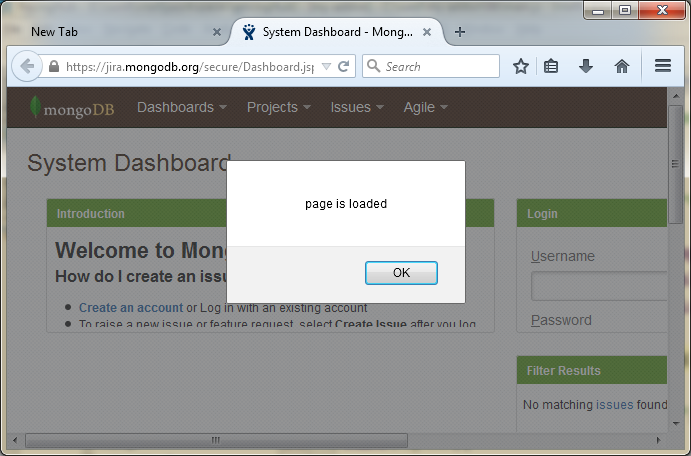 New Tab
System Dashboard - Mong...
https://jira.mongodb.org/secure/Dashboard.jsp
Search
mongoDB Dashboards Projects Issues Agile
System Dashboard
page is loaded
OK
Introduction
Welcome to Mong
How do I create an issu
Create an account or Log in with an existing account
To raise a new issue or feature request, select Create Issue after you log
Login
Username
Password
Filter Results
No matching issues found